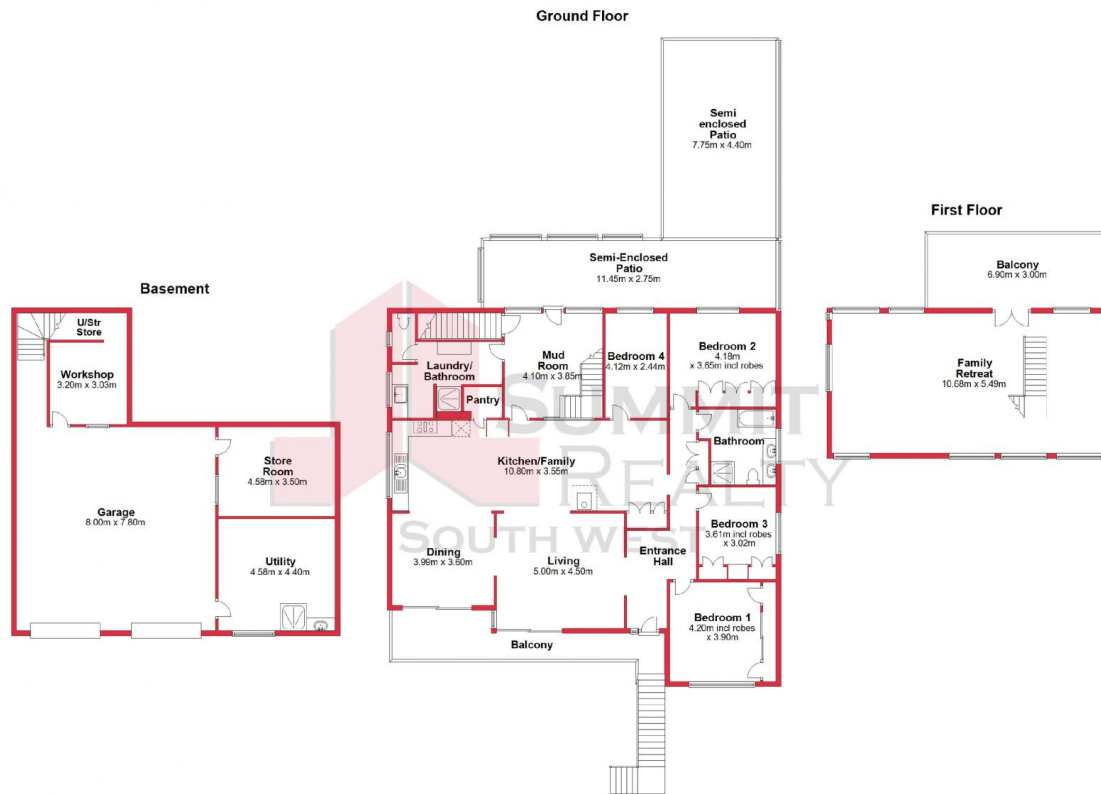 Ground Floor
Semi
enclosed
Patio
7.75m x 4.40m
First Floor
Semi-Enclosed
Patio
11.45m x 2.75m
Balcony
6.90m x 3.00m
Basement
U/Str
Store
Workshop
3.20m x 3.03m
Store
Room
4.58m x 3.50m
Garage
8.00m x 7.80m
Utility
4.58m x 4.40m
Laundry/
Bathroom
Pantry
Mud
Room
4.10m x 3.85m
Bedroom 4
4.12m x 2.44m
Bedroom 2
4.18m
x 3.65m incl robes
Bathroom
Kitchen/Family
10.80m x 3.55m
Bedroom 3
3.61m incl robes
x 3.02m
Dining
3.99m x 3.60m
Living
5.00m x 4.50m
Entrance
Hall
Bedroom 1
4.20m incl robes
x 3.90m
Balcony
Family
Retreat
10.68m x 5.49m
SUMMIT
REALTY
SOUTH WEST